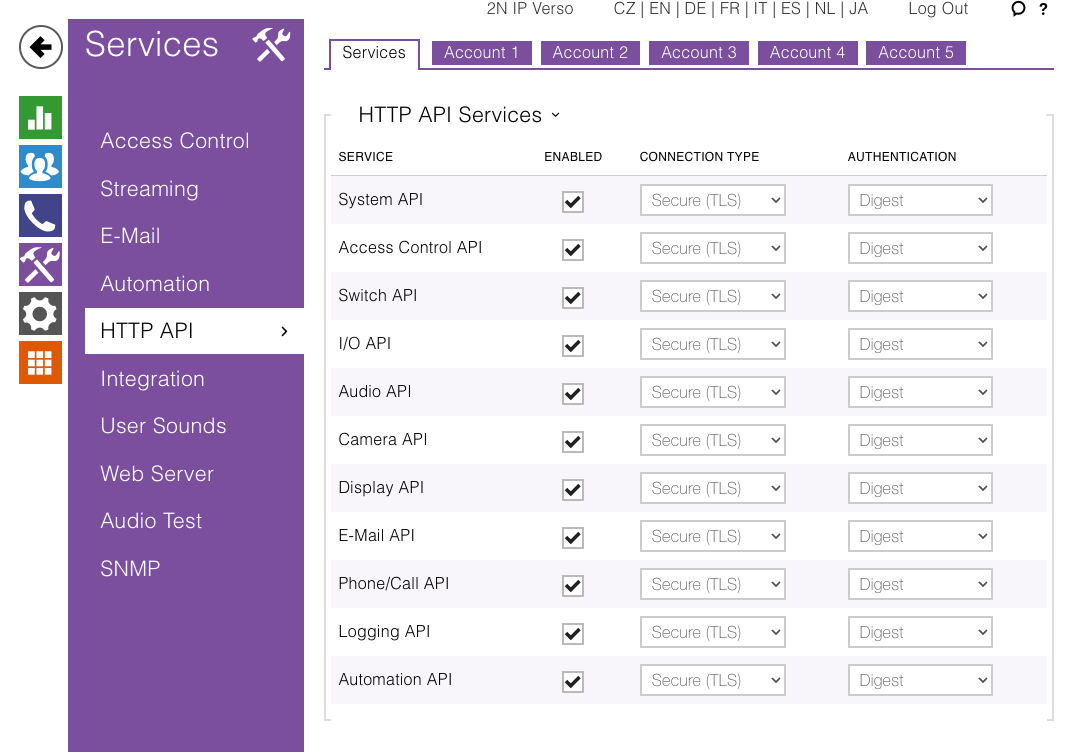 2N IP Verso CZ | EN | DE | FR | IT | ES | NL | JA Log Out ?
Services
Services Account 1 Account 2 Account 3 Account 4 Account 5
Access Control
Streaming
E-Mail
Automation
HTTP API
Integration
User Sounds
Web Server
Audio Test
SNMP
HTTP API Services
SERVICE ENABLED CONNECTION TYPE AUTHENTICATION
System API Secure (TLS) Digest
Access Control API Secure (TLS) Digest
Switch API Secure (TLS) Digest
I/O API Secure (TLS) Digest
Audio API Secure (TLS) Digest
Camera API Secure (TLS) Digest
Display API Secure (TLS) Digest
E-Mail API Secure (TLS) Digest
Phone/Call API Secure (TLS) Digest
Logging API Secure (TLS) Digest
Automation API Secure (TLS) Digest